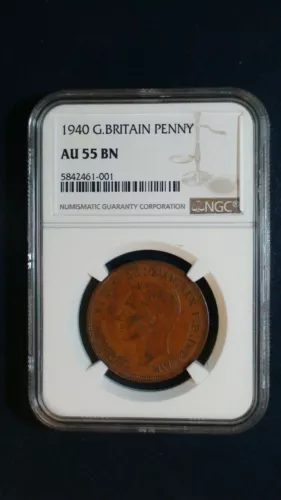 1940 G.BRITAIN PENNY
AU 55 BN
5842461-001
NUMISMATIC GUARANTY CORPORATION
NGC